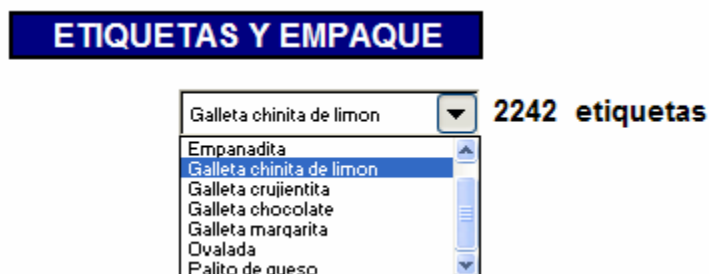 ETIQUETAS Y EMPAQUE
Galleta chinita de limon 2242 etiquetas
Empanadita
Galleta chinita de limon
Galleta crujientita
Galleta chocolate
Galleta margarita
Ovalada
Palito de queso